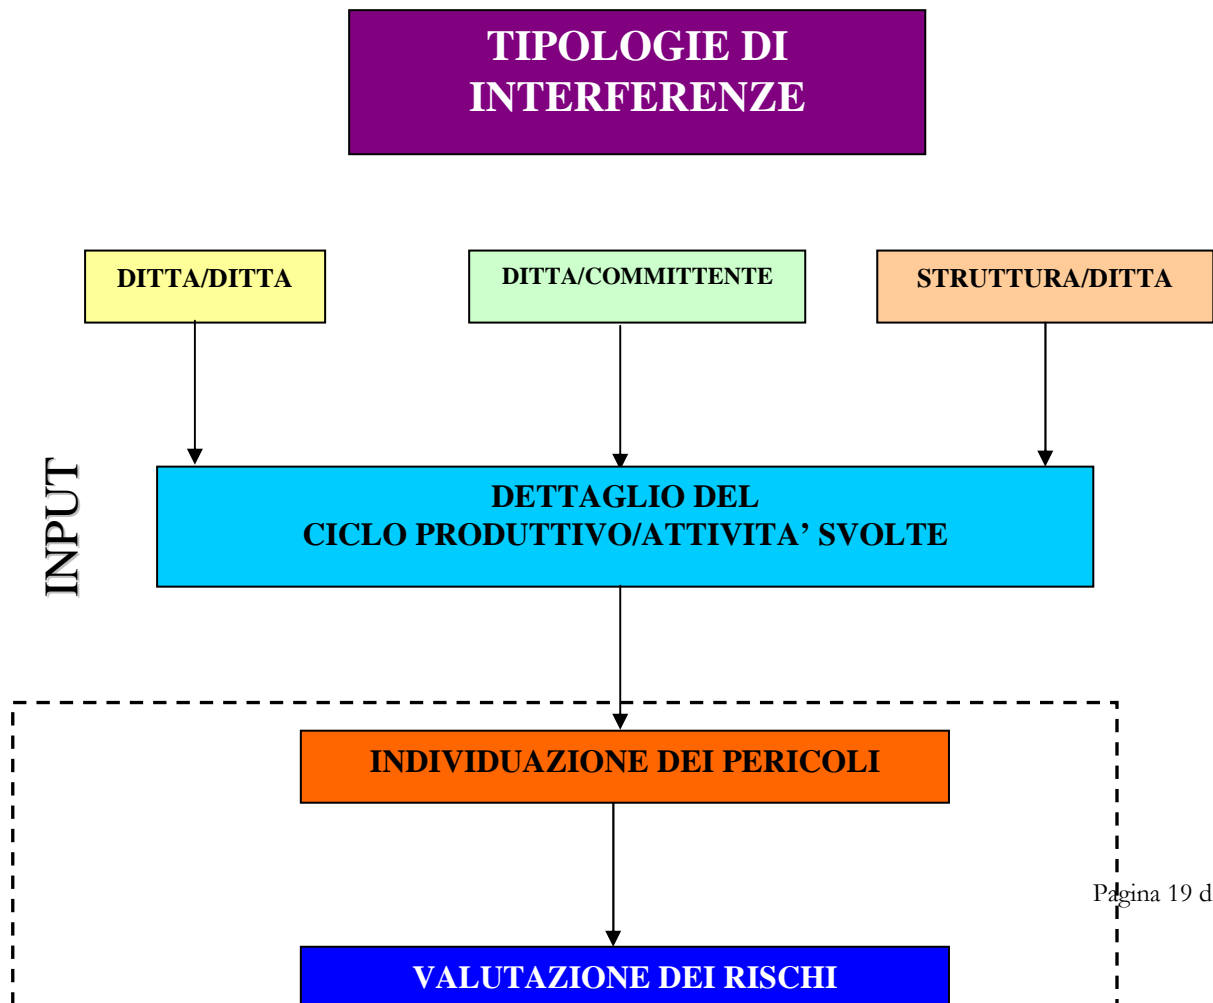 TIPOLOGIE DI
INTERFERENZE
DITTA/DITTA
DITTA/COMMITTENTE
STRUTTURA/DITTA
INPUT
DETTAGLIO DEL
CICLO PRODUTTIVO/ATTIVITA’ SVOLTE
INDIVIDUAZIONE DEI PERICOLI
Pagina 19 d
VALUTAZIONE DEI RISCHI